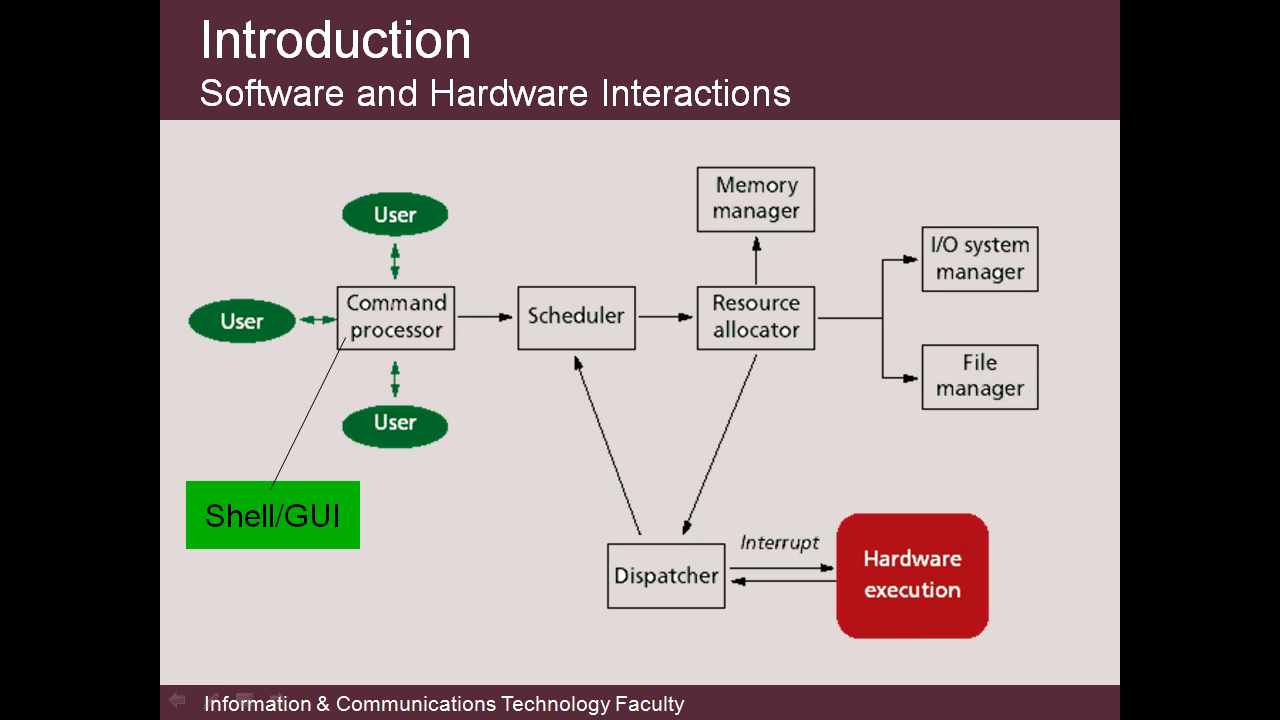 Introduction
Software and Hardware Interactions
Memory
manager
User
I/O system
manager
Command
processor
Scheduler
Resource
allocator
User
File
manager
User
Shell/GUI
Interrupt
Dispatcher
Hardware
execution
Information & Communications Technology Faculty